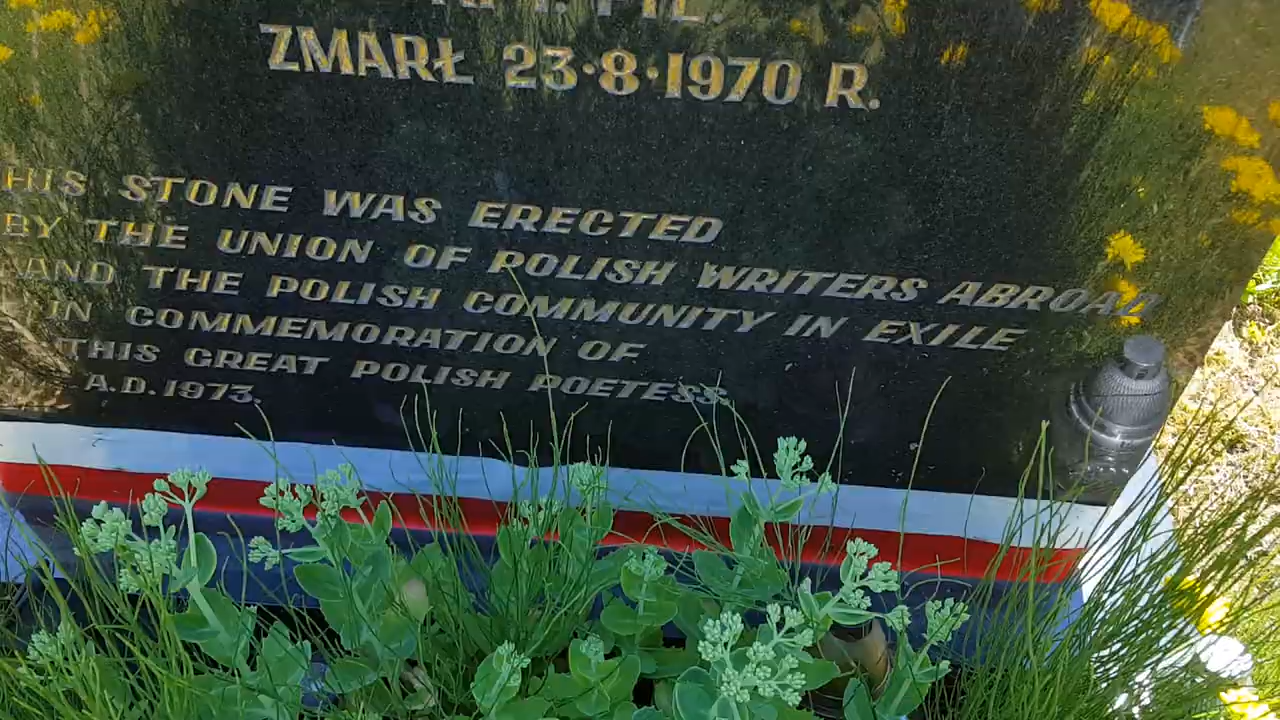 ZMARŁ 23·8·1970 R.
HIS STONE WAS ERECTED
BY THE UNION OF POLISH WRITERS ABROAD
AND THE POLISH COMMUNITY IN EXILE
IN COMMEMORATION OF
THIS GREAT POLISH POETESS
A.D.1973.